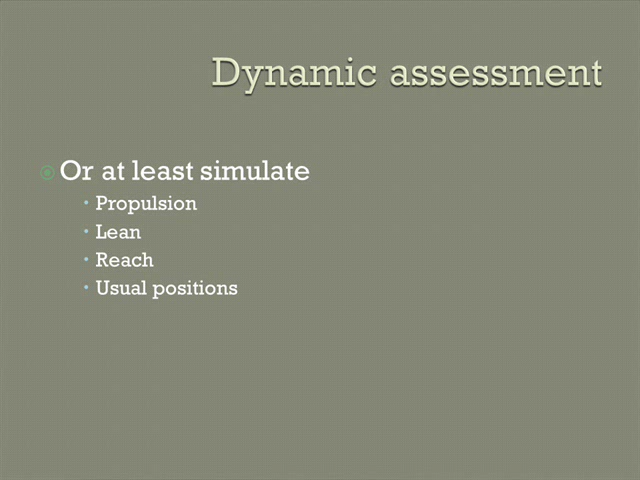 Dynamic assessment
Or at least simulate
Propulsion
Lean
Reach
Usual positions